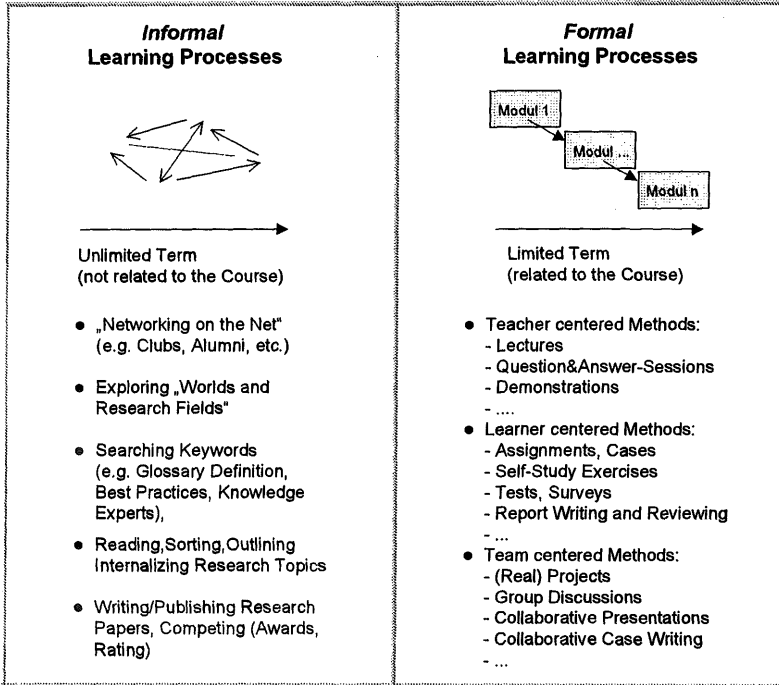 Informal
Learning Processes
Unlimited Term
(not related to the Course)
● „Networking on the Net"
(e.g. Clubs, Alumni, etc.)
● Exploring „Worlds and
Research Fields"
● Searching Keywords
(e.g. Glossary Definition,
Best Practices, Knowledge
Experts),
● Reading,Sorting,Outlining
Internalizing Research Topics
● Writing/Publishing Research
Papers, Competing (Awards,
Rating)
Formal
Learning Processes
Modul 1
Modul ...
Modul n
Limited Term
(related to the Course)
● Teacher centered Methods:
- Lectures
- Question&Answer-Sessions
- Demonstrations
- ....
● Learner centered Methods:
- Assignments, Cases
- Self-Study Exercises
- Tests, Surveys
- Report Writing and Reviewing
- ...
● Team centered Methods:
- (Real) Projects
- Group Discussions
- Collaborative Presentations
- Collaborative Case Writing
- ...